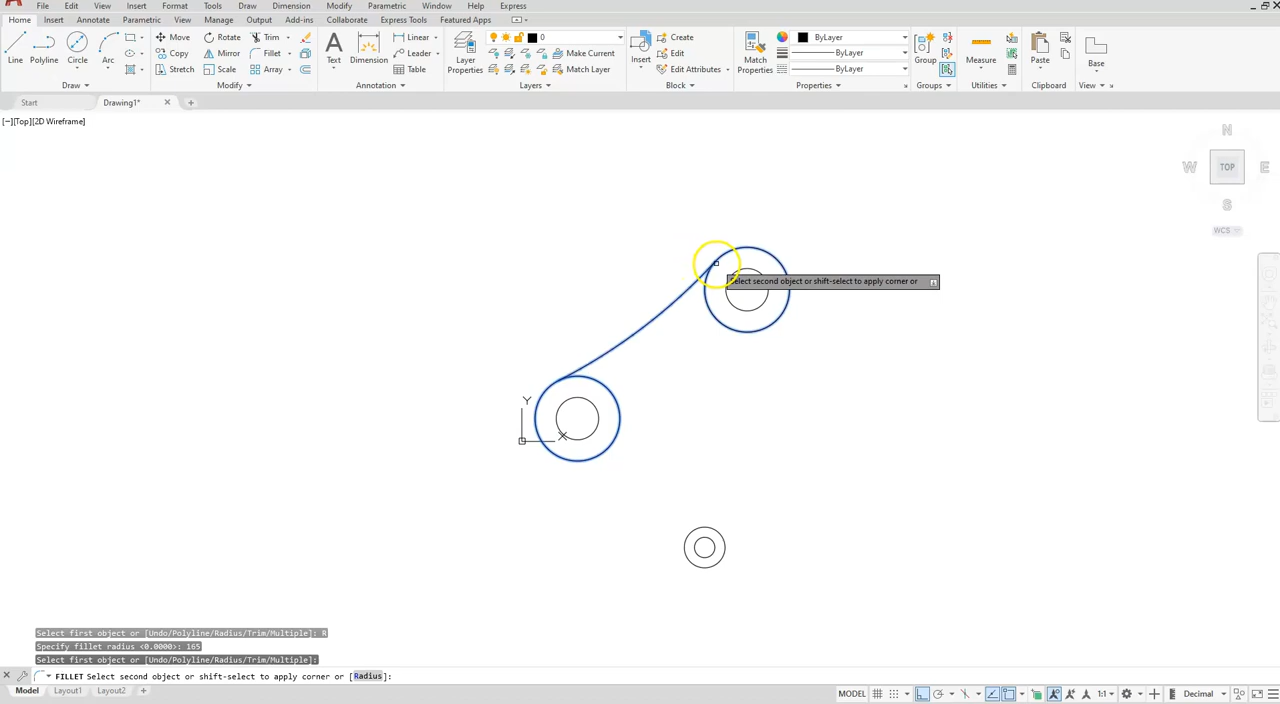 File Edit View Insert Format Tools Draw Dimension Modify Parametric Window Help Express
Home Insert Annotate Parametric View Manage Output Add-ins Collaborate Express Tools Featured Apps
Line Polyline Circle Arc Move Rotate Trim
Copy Mirror Fillet
Stretch Scale Array
Text Dimension Linear
Leader
Table
Layer Properties 0
Make Current
Match Layer
Insert Create
Edit
Edit Attributes
Match Properties ByLayer
ByLayer
ByLayer
Group Measure Paste Base
Draw Modify Annotation Layers Block Properties Groups Utilities Clipboard View
Start Drawing1*
[−][Top][2D Wireframe]
N
W TOP E
S
WCS
Select second object or shift-select to apply corner or
Y
X
Select first object or [Undo/Polyline/Radius/Trim/Multiple]: R
Specify fillet radius <0.0000>: 165
Select first object or [Undo/Polyline/Radius/Trim/Multiple]:
FILLET Select second object or shift-select to apply corner or [Radius]:
Model Layout1 Layout2
MODEL 1:1 Decimal